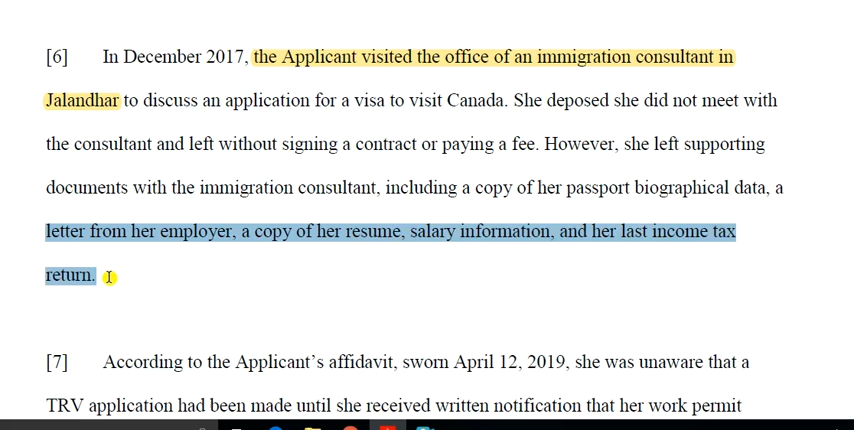 [6] In December 2017, the Applicant visited the office of an immigration consultant in
Jalandhar to discuss an application for a visa to visit Canada. She deposed she did not meet with
the consultant and left without signing a contract or paying a fee. However, she left supporting
documents with the immigration consultant, including a copy of her passport biographical data, a
letter from her employer, a copy of her resume, salary information, and her last income tax
return.
[7] According to the Applicant's affidavit, sworn April 12, 2019, she was unaware that a
TRV application had been made until she received written notification that her work permit